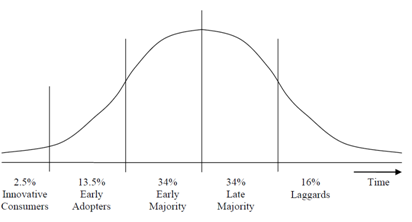 2.5% 13.5% 34% 34% 16% Time
Innovative Early Early Late Laggards
Consumers Adopters Majority Majority